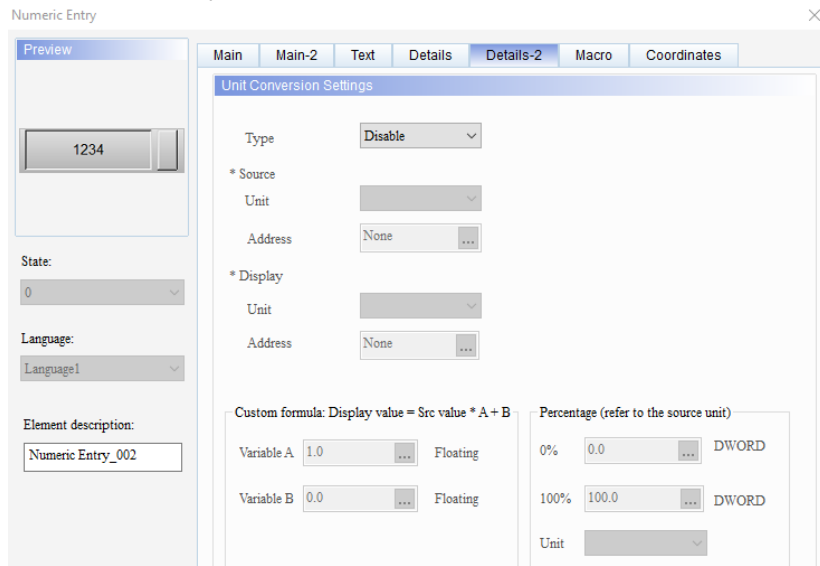 Numeric Entry
Preview
Main Main-2 Text Details Details-2 Macro Coordinates
Unit Conversion Settings
1234
Type Disable
* Source
Unit
Address None ...
* Display
Unit
Address None ...
State:
0
Language:
Language1
Element description:
Numeric Entry_002
Custom formula: Display value = Src value * A + B
Variable A 1.0 ... Floating
Variable B 0.0 ... Floating
Percentage (refer to the source unit)
0% 0.0 ... DWORD
100% 100.0 ... DWORD
Unit